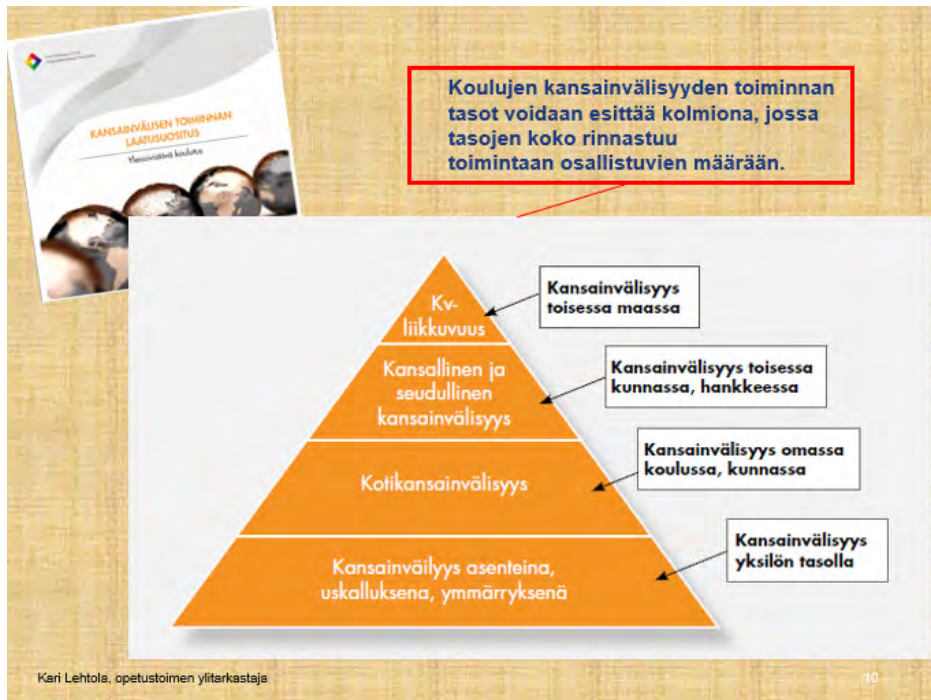 KANSAINVÄLISEN TOIMINNAN
LAATUSUOSITUS
Yleissivistävä koulutus
Koulujen kansainvälisyyden toiminnan
tasot voidaan esittää kolmiona, jossa
tasojen koko rinnastuu
toimintaan osallistuvien määrään.
Kv-
liikkuvuus
Kansainvälisyys
toisessa maassa
Kansallinen ja
seudullinen
kansainvälisyys
Kansainvälisyys toisessa
kunnassa, hankkeessa
Kotikansainvälisyys
Kansainvälisyys omassa
koulussa, kunnassa
Kansainväilyys asenteina,
uskalluksena, ymmärryksenä
Kansainvälisyys
yksilön tasolla
Kari Lehtola, opetustoimen ylitarkastaja
10